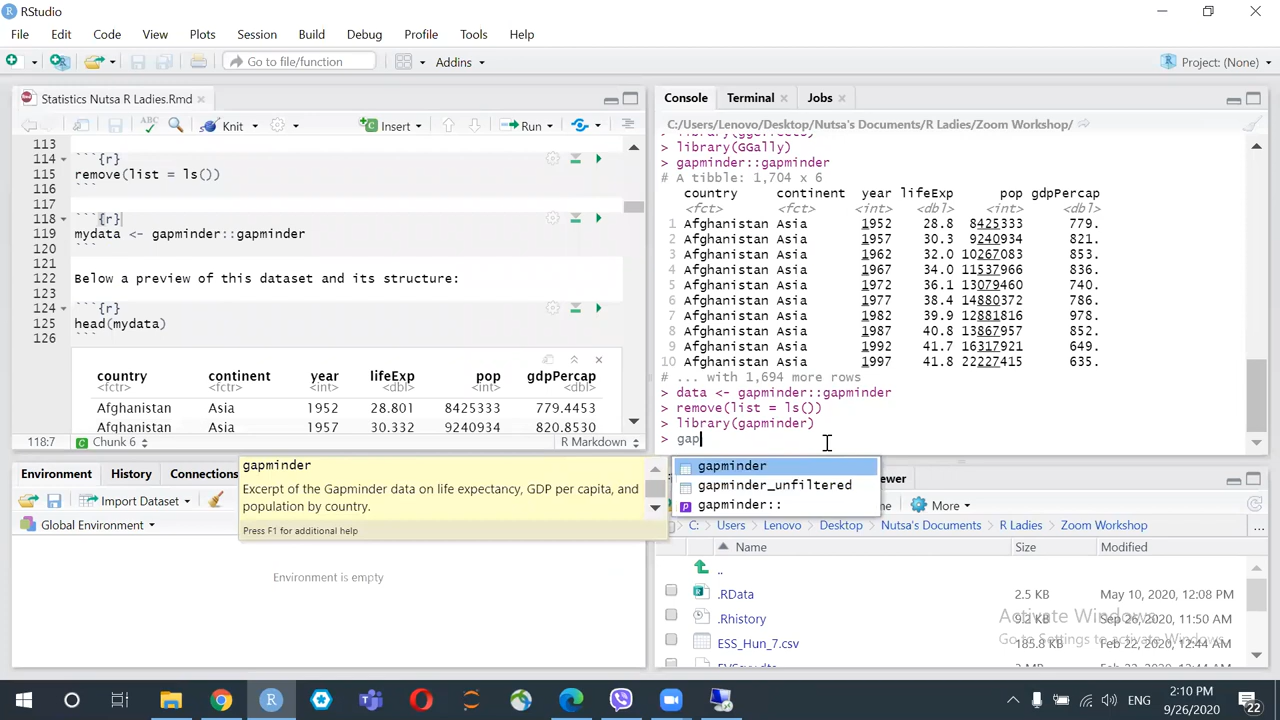 RStudio
File Edit Code View Plots Session Build Debug Profile Tools Help
Go to file/function Addins Project: (None)
Statistics Nutsa R Ladies.Rmd
ABC Knit Insert Run
113
114 ```{r}
115 remove(list = ls())
116 ```
117
118 ```{r}
119 mydata <- gapminder::gapminder
120 ```
121
122 Below a preview of this dataset and its structure:
123
124 ```{r}
125 head(mydata)
126 ```
country continent year lifeExp pop gdpPercap
<fctr> <fctr> <int> <dbl> <int> <dbl>
Afghanistan Asia 1952 28.801 8425333 779.4453
Afghanistan Asia 1957 30.332 9240934 820.8530
118:7 Chunk 6 R Markdown
Console Terminal Jobs
C:/Users/Lenovo/Desktop/Nutsa's Documents/R Ladies/Zoom Workshop/
> library(ggeffects)
> library(GGally)
> gapminder::gapminder
# A tibble: 1,704 x 6
country continent year lifeExp pop gdpPercap
<fct> <fct> <int> <dbl> <int> <dbl>
1 Afghanistan Asia 1952 28.8 8425333 779.
2 Afghanistan Asia 1957 30.3 9240934 821.
3 Afghanistan Asia 1962 32.0 10267083 853.
4 Afghanistan Asia 1967 34.0 11537966 836.
5 Afghanistan Asia 1972 36.1 13079460 740.
6 Afghanistan Asia 1977 38.4 14880372 786.
7 Afghanistan Asia 1982 39.9 12881816 978.
8 Afghanistan Asia 1987 40.8 13867957 852.
9 Afghanistan Asia 1992 41.7 16317921 649.
10 Afghanistan Asia 1997 41.8 22227415 635.
# ... with 1,694 more rows
> data <- gapminder::gapminder
> remove(list = ls())
> library(gapminder)
> gap
gapminder
gapminder_unfiltered
gapminder::
gapminder
Excerpt of the Gapminder data on life expectancy, GDP per capita, and
population by country.
Press F1 for additional help
Environment History Connections
Import Dataset
Global Environment
Environment is empty
More
C: Users Lenovo Desktop Nutsa's Documents R Ladies Zoom Workshop ...
Name Size Modified
..
.RData 2.5 KB May 10, 2020, 12:08 PM
.Rhistory 9.2 KB Sep 26, 2020, 11:50 AM
ESS_Hun_7.csv 185.8 KB Feb 22, 2020, 12:44 AM
Activate Windows
Go to Settings to activate Windows.
ENG 2:10 PM
9/26/2020
22